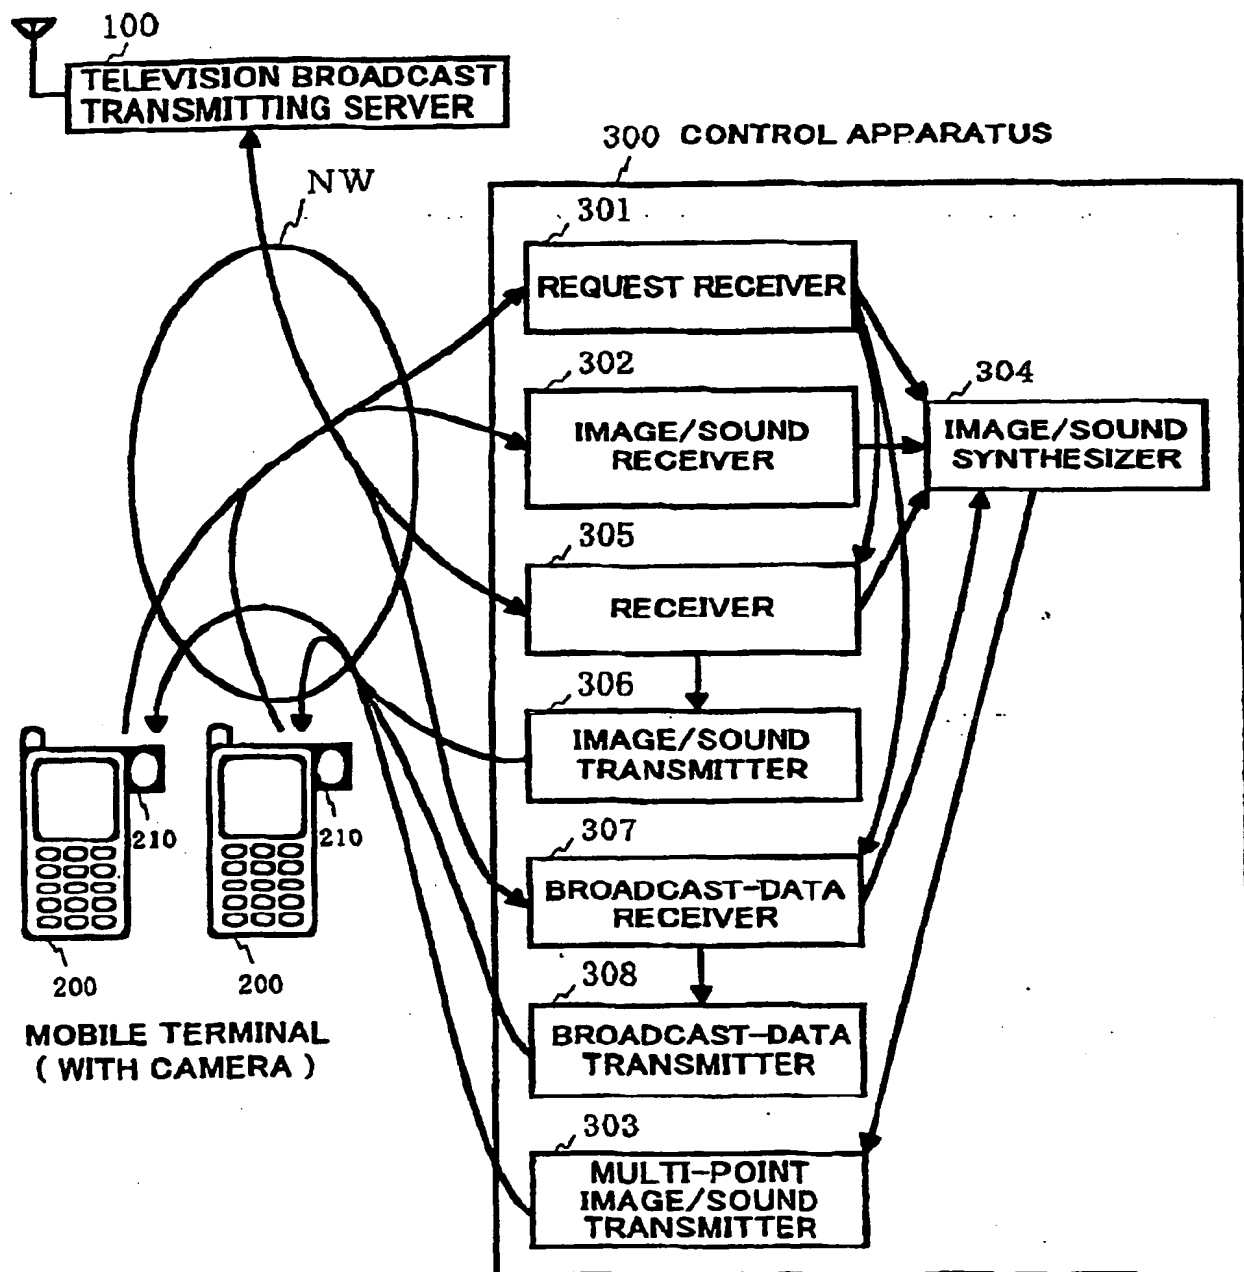 100
TELEVISION BROADCAST
TRANSMITTING SERVER
300 CONTROL APPARATUS
NW
301
REQUEST RECEIVER
302
IMAGE/SOUND
RECEIVER
304
IMAGE/SOUND
SYNTHESIZER
305
RECEIVER
306
IMAGE/SOUND
TRANSMITTER
210
210
307
BROADCAST-DATA
RECEIVER
200
200
308
BROADCAST-DATA
TRANSMITTER
MOBILE TERMINAL
( WITH CAMERA )
303
MULTI-POINT
IMAGE/SOUND
TRANSMITTER